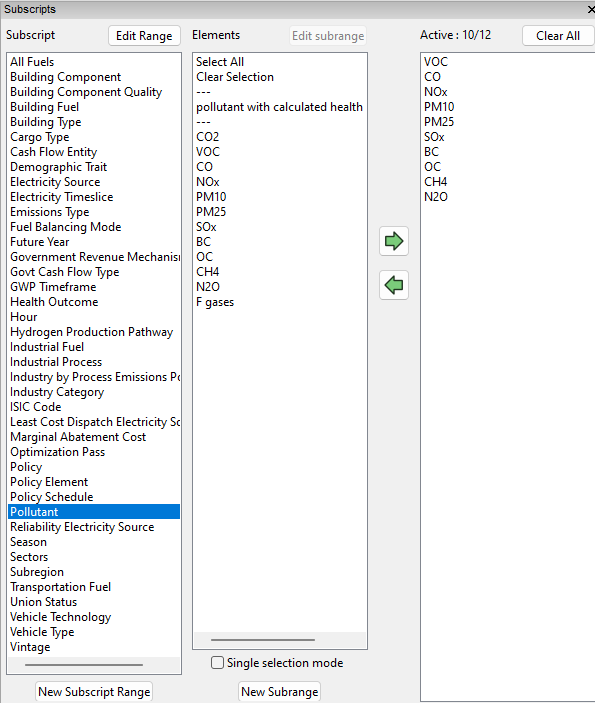 Subscripts
Subscript
Edit Range
Elements
Edit subrange
Active : 10/12
Clear All
All Fuels
Building Component
Building Component Quality
Building Fuel
Building Type
Cargo Type
Cash Flow Entity
Demographic Trait
Electricity Source
Electricity Timeslice
Emissions Type
Fuel Balancing Mode
Future Year
Government Revenue Mechanism
Govt Cash Flow Type
GWP Timeframe
Health Outcome
Hour
Hydrogen Production Pathway
Industrial Fuel
Industrial Process
Industry by Process Emissions Po
Industry Category
ISIC Code
Least Cost Dispatch Electricity So
Marginal Abatement Cost
Optimization Pass
Policy
Policy Element
Policy Schedule
Pollutant
Reliability Electricity Source
Season
Sectors
Subregion
Transportation Fuel
Union Status
Vehicle Technology
Vehicle Type
Vintage
New Subscript Range
Select All
Clear Selection
---
pollutant with calculated health
---
CO2
VOC
CO
NOx
PM10
PM25
SOx
BC
OC
CH4
N2O
F gases
Single selection mode
New Subrange
VOC
CO
NOx
PM10
PM25
SOx
BC
OC
CH4
N2O